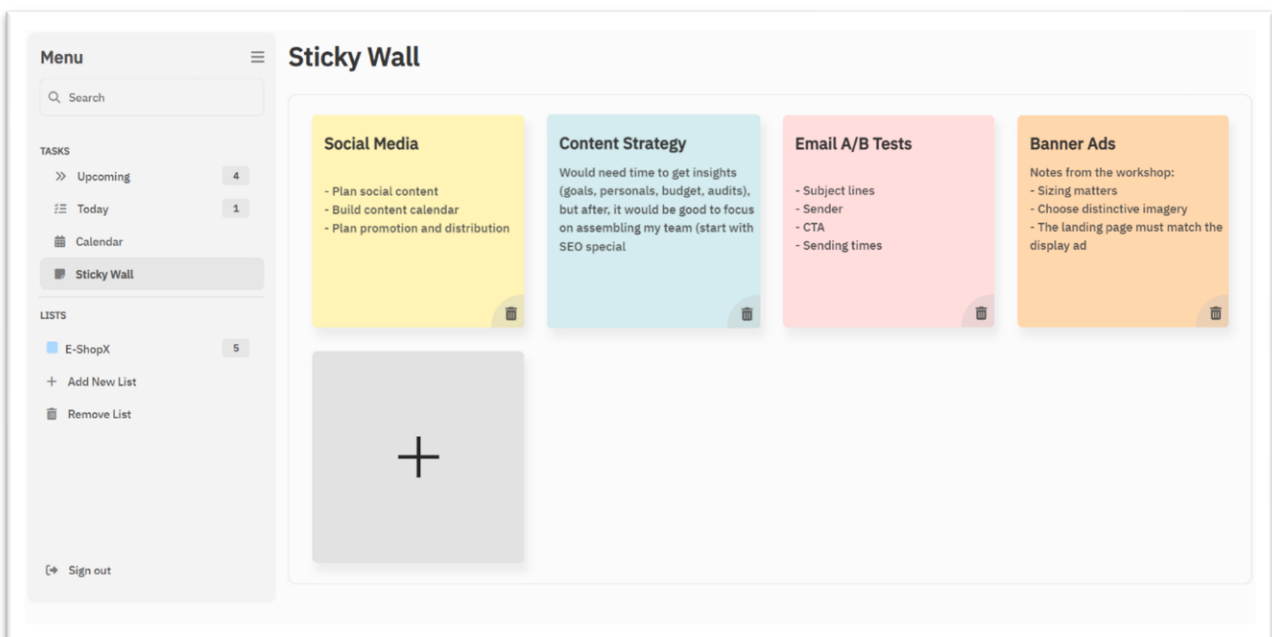 Menu
Search
TASKS
Upcoming 4
Today 1
Calendar
Sticky Wall
LISTS
E-ShopX 5
Add New List
Remove List
Sign out
Sticky Wall
Social Media
- Plan social content
- Build content calendar
- Plan promotion and distribution
Content Strategy
Would need time to get insights
(goals, personals, budget, audits),
but after, it would be good to focus
on assembling my team (start with
SEO special
Email A/B Tests
- Subject lines
- Sender
- CTA
- Sending times
Banner Ads
Notes from the workshop:
- Sizing matters
- Choose distinctive imagery
- The landing page must match the
display ad